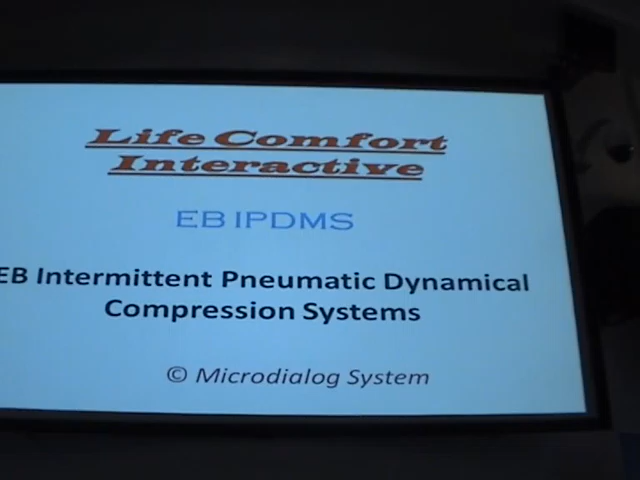 Life Comfort
Interactive
EB IPDMS
EB Intermittent Pneumatic Dynamical
Compression Systems
© Microdialog System